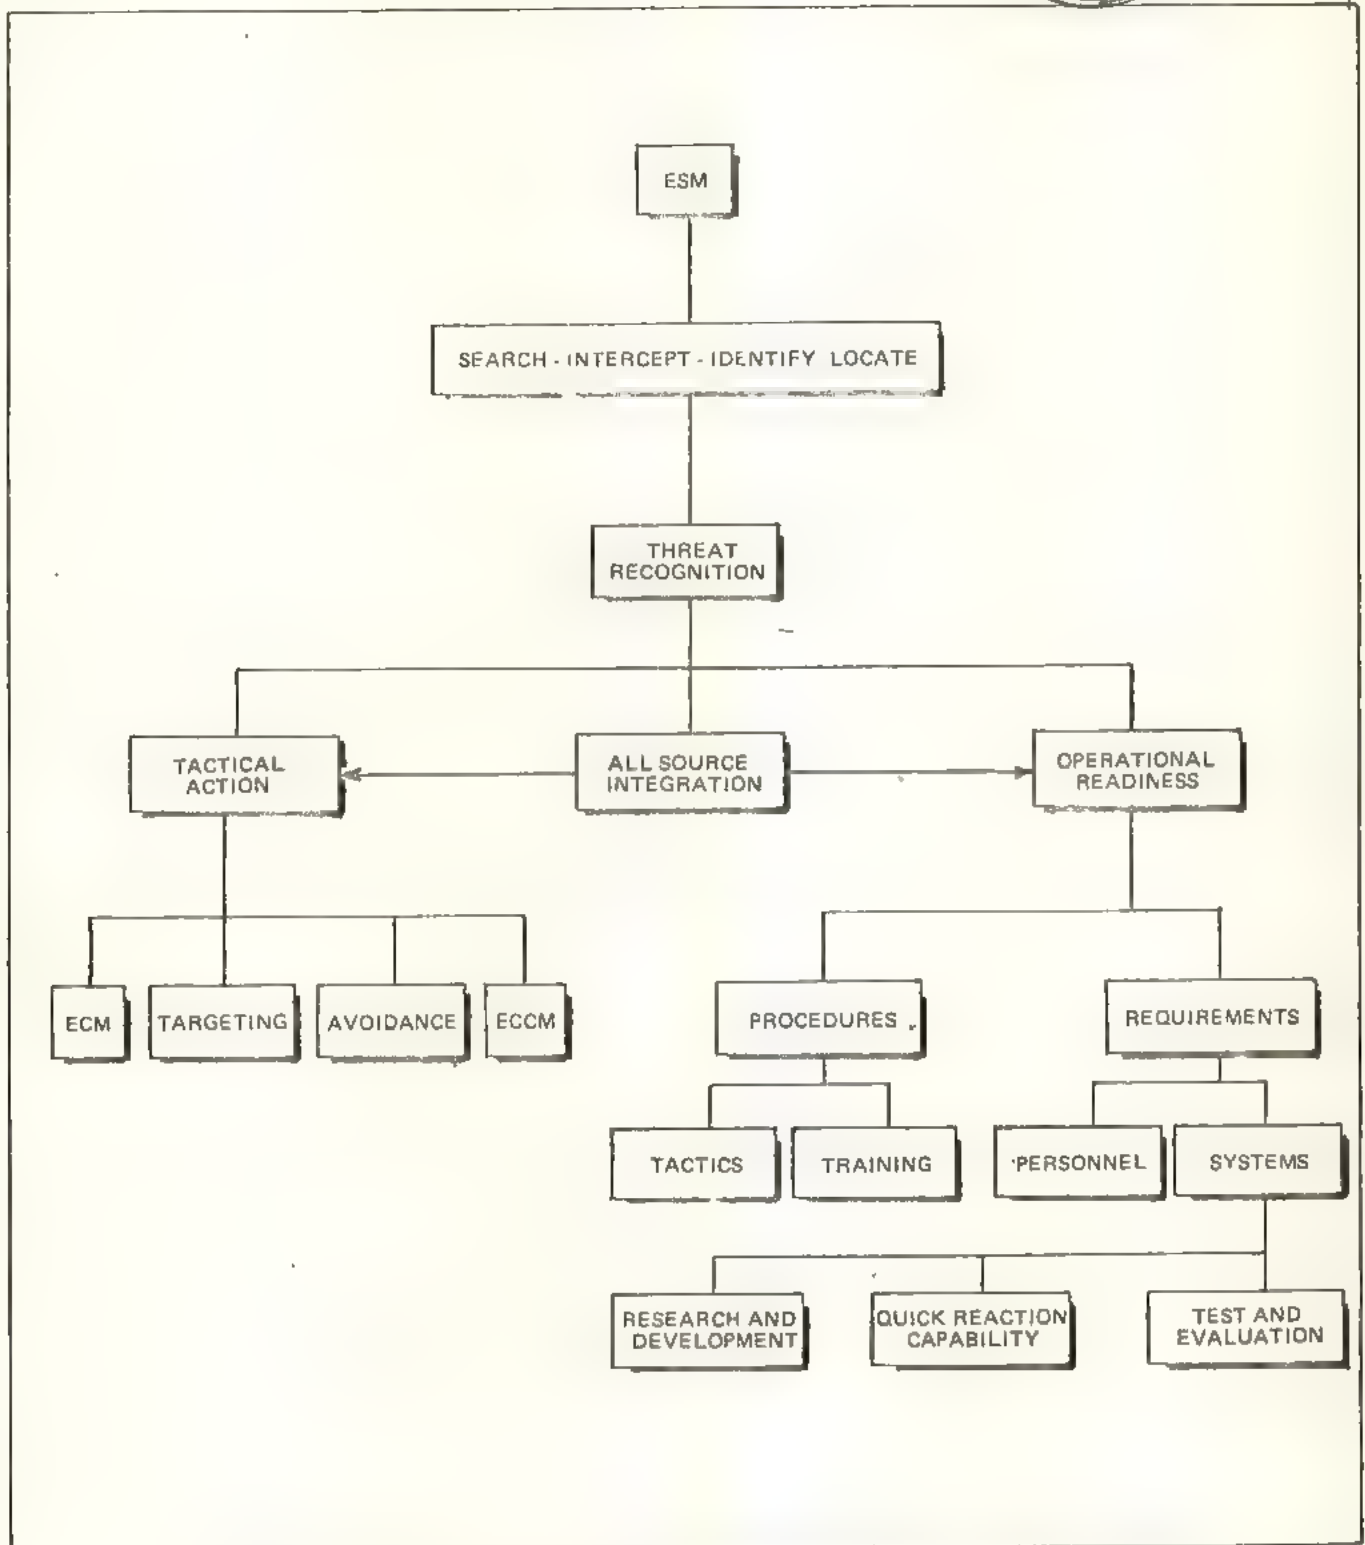 ESM
SEARCH - INTERCEPT - IDENTIFY LOCATE
THREAT
RECOGNITION
TACTICAL
ACTION
ALL SOURCE
INTEGRATION
OPERATIONAL
READINESS
ECM
TARGETING
AVOIDANCE
ECCM
PROCEDURES
REQUIREMENTS
TACTICS
TRAINING
PERSONNEL
SYSTEMS
RESEARCH AND
DEVELOPMENT
QUICK REACTION
CAPABILITY
TEST AND
EVALUATION